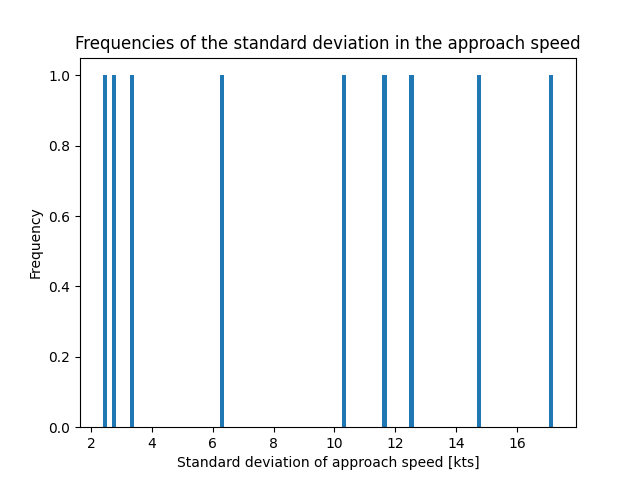 Frequencies of the standard deviation in the approach speed
1.0
0.8
0.6
0.4
0.2
0.0
Frequency
2 4 6 8 10 12 14 16
Standard deviation of approach speed [kts]